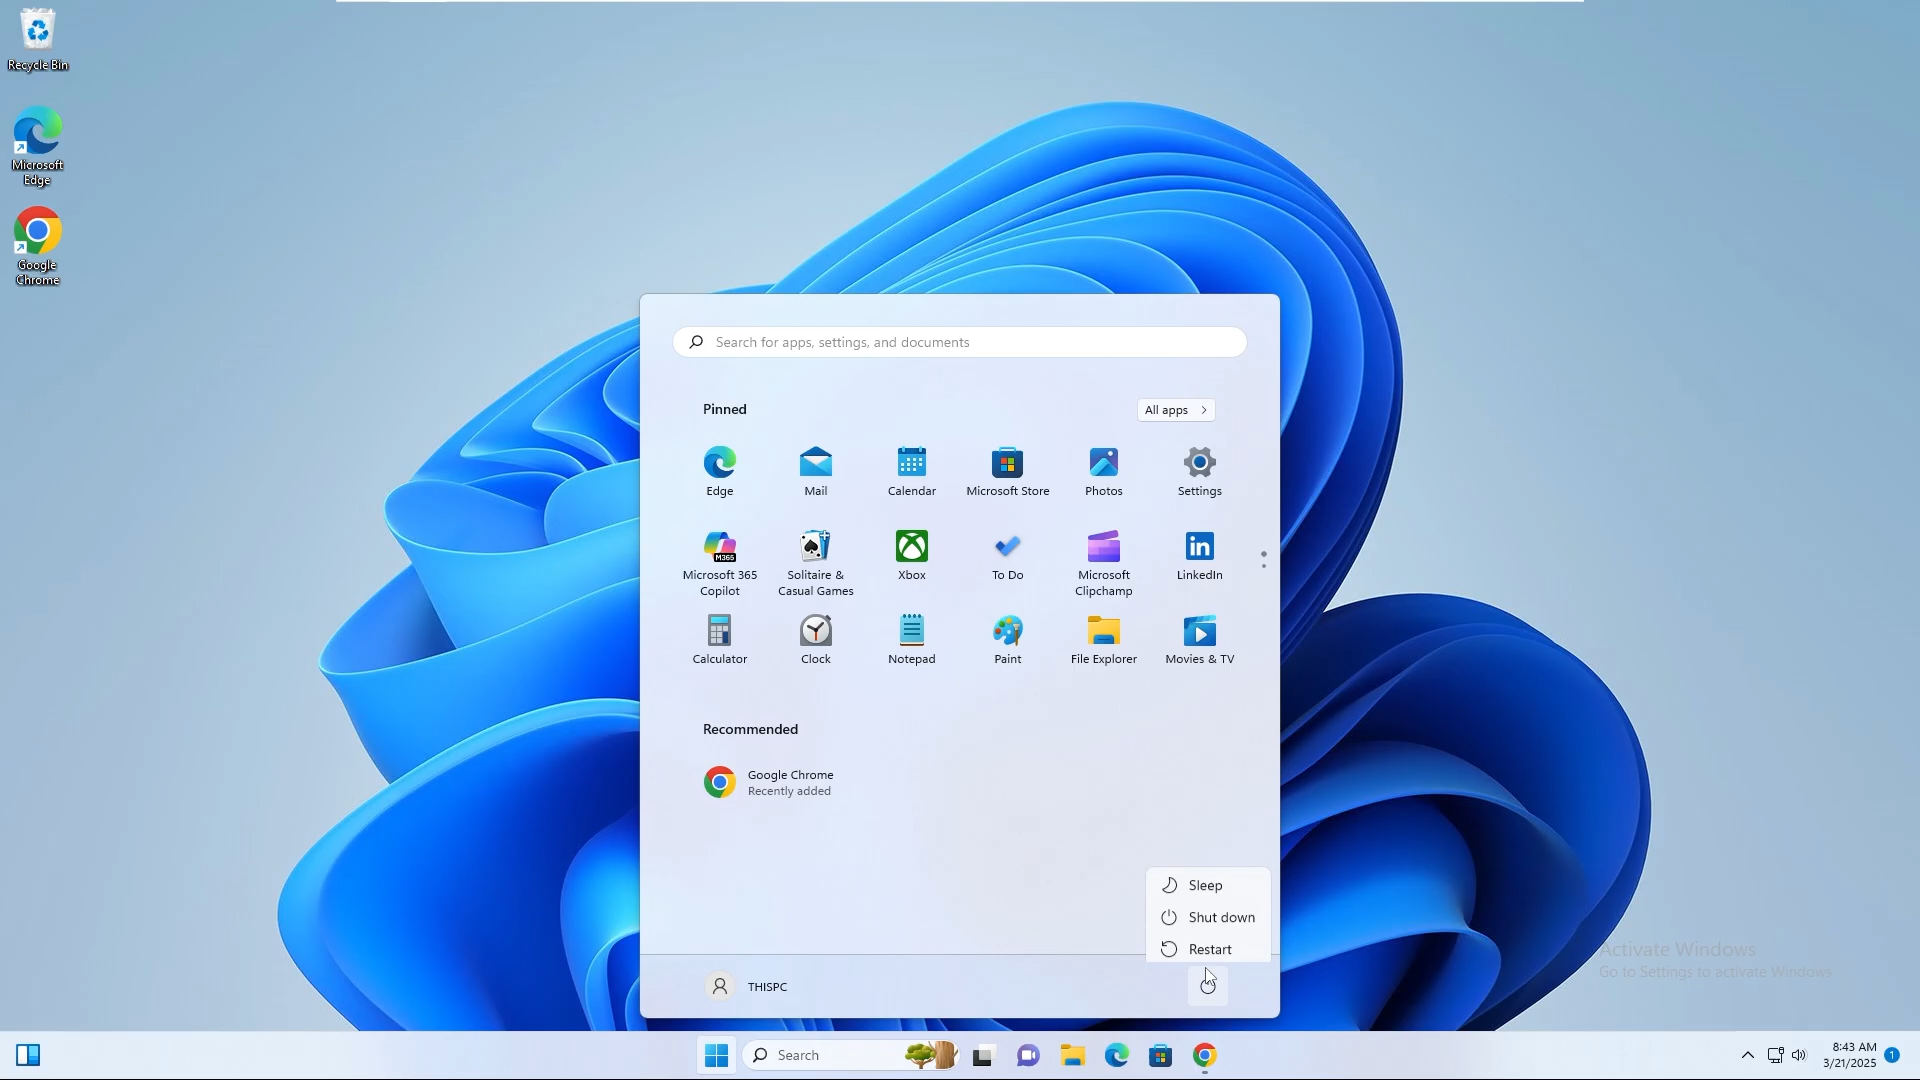 Recycle Bin
Microsoft
Edge
Google
Chrome
Search for apps, settings, and documents
Pinned
All apps
Edge
Mail
Calendar
Microsoft Store
Photos
Settings
M365
Microsoft 365
Copilot
Solitaire &
Casual Games
Xbox
To Do
Microsoft
Clipchamp
LinkedIn
Calculator
Clock
Notepad
Paint
File Explorer
Movies & TV
Recommended
Google Chrome
Recently added
Sleep
Shut down
Restart
THISPC
Activate Windows
Go to Settings to activate Windows.
Search
8:43 AM
3/21/2025
1